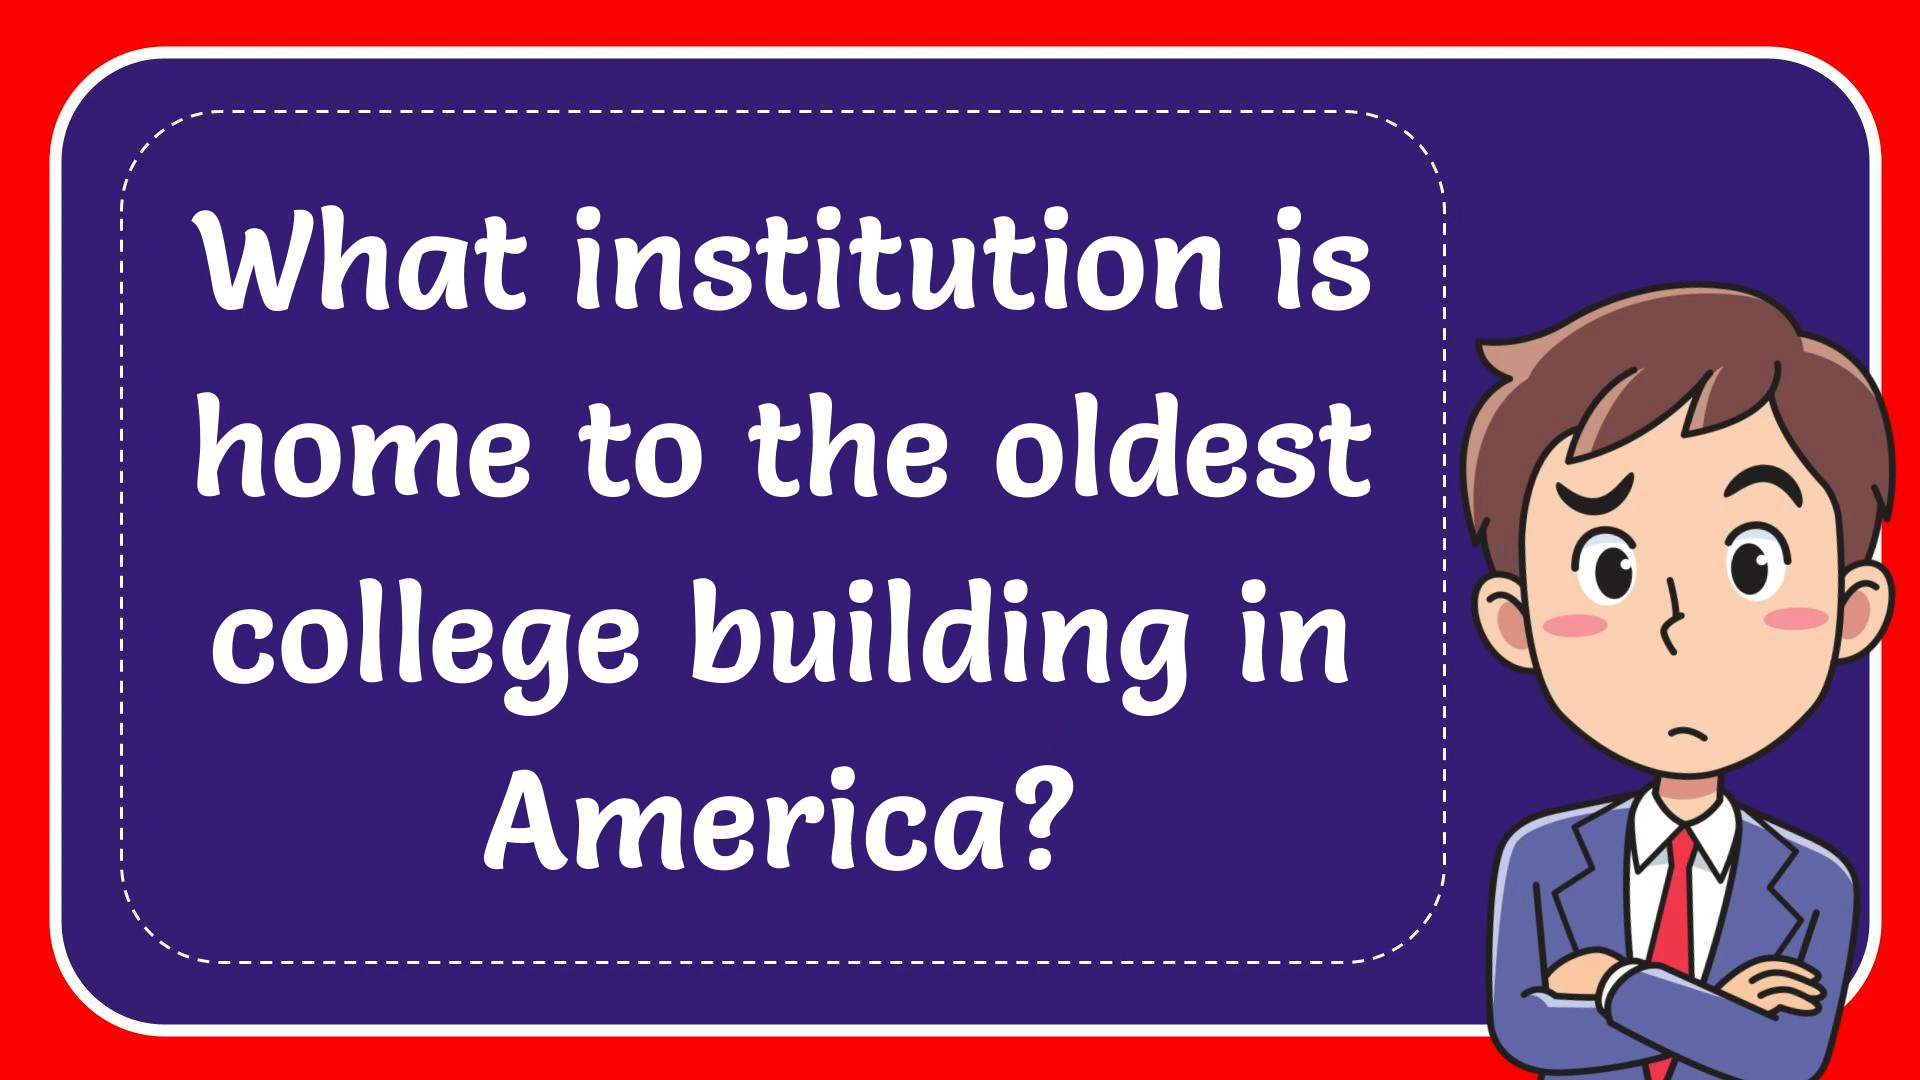 What institution is
home to the oldest
college building in
America?